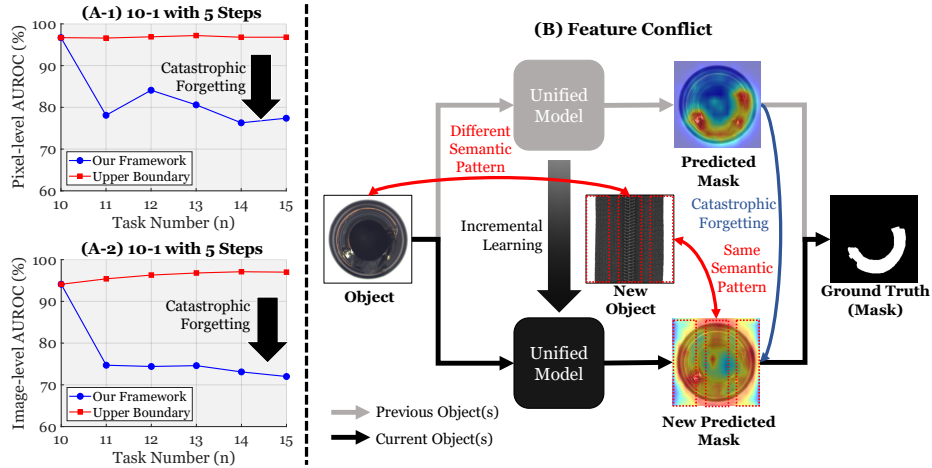 (A-1) 10-1 with 5 Steps
Pixel-level AUROC (%)
100
90
80
70
60
Catastrophic
Forgetting
Our Framework
Upper Boundary
10
11
12
13
14
15
Task Number (n)
(A-2) 10-1 with 5 Steps
Image-level AUROC (%)
100
90
80
70
60
Catastrophic
Forgetting
Our Framework
Upper Boundary
10
11
12
13
14
15
Task Number (n)
(B) Feature Conflict
Unified
Model
Different
Semantic
Pattern
Predicted
Mask
Incremental
Learning
Catastrophic
Forgetting
Object
New
Object
Same
Semantic
Pattern
Ground Truth
(Mask)
Unified
Model
New Predicted
Mask
Previous Object(s)
Current Object(s)